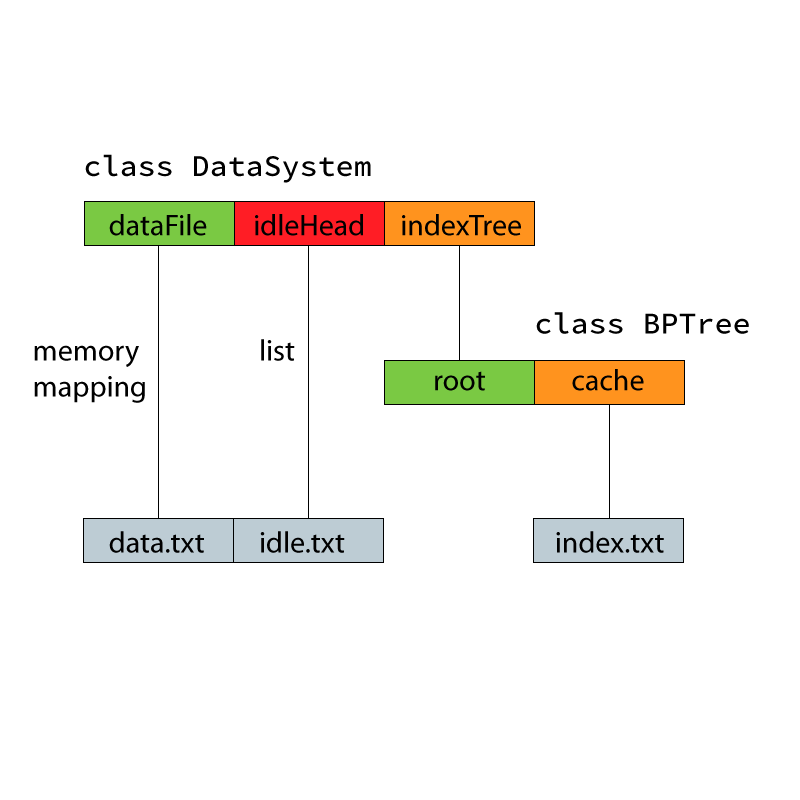 class DataSystem
dataFile idleHead indexTree
class BPTree
memory
mapping
list
root cache
data.txt idle.txt index.txt